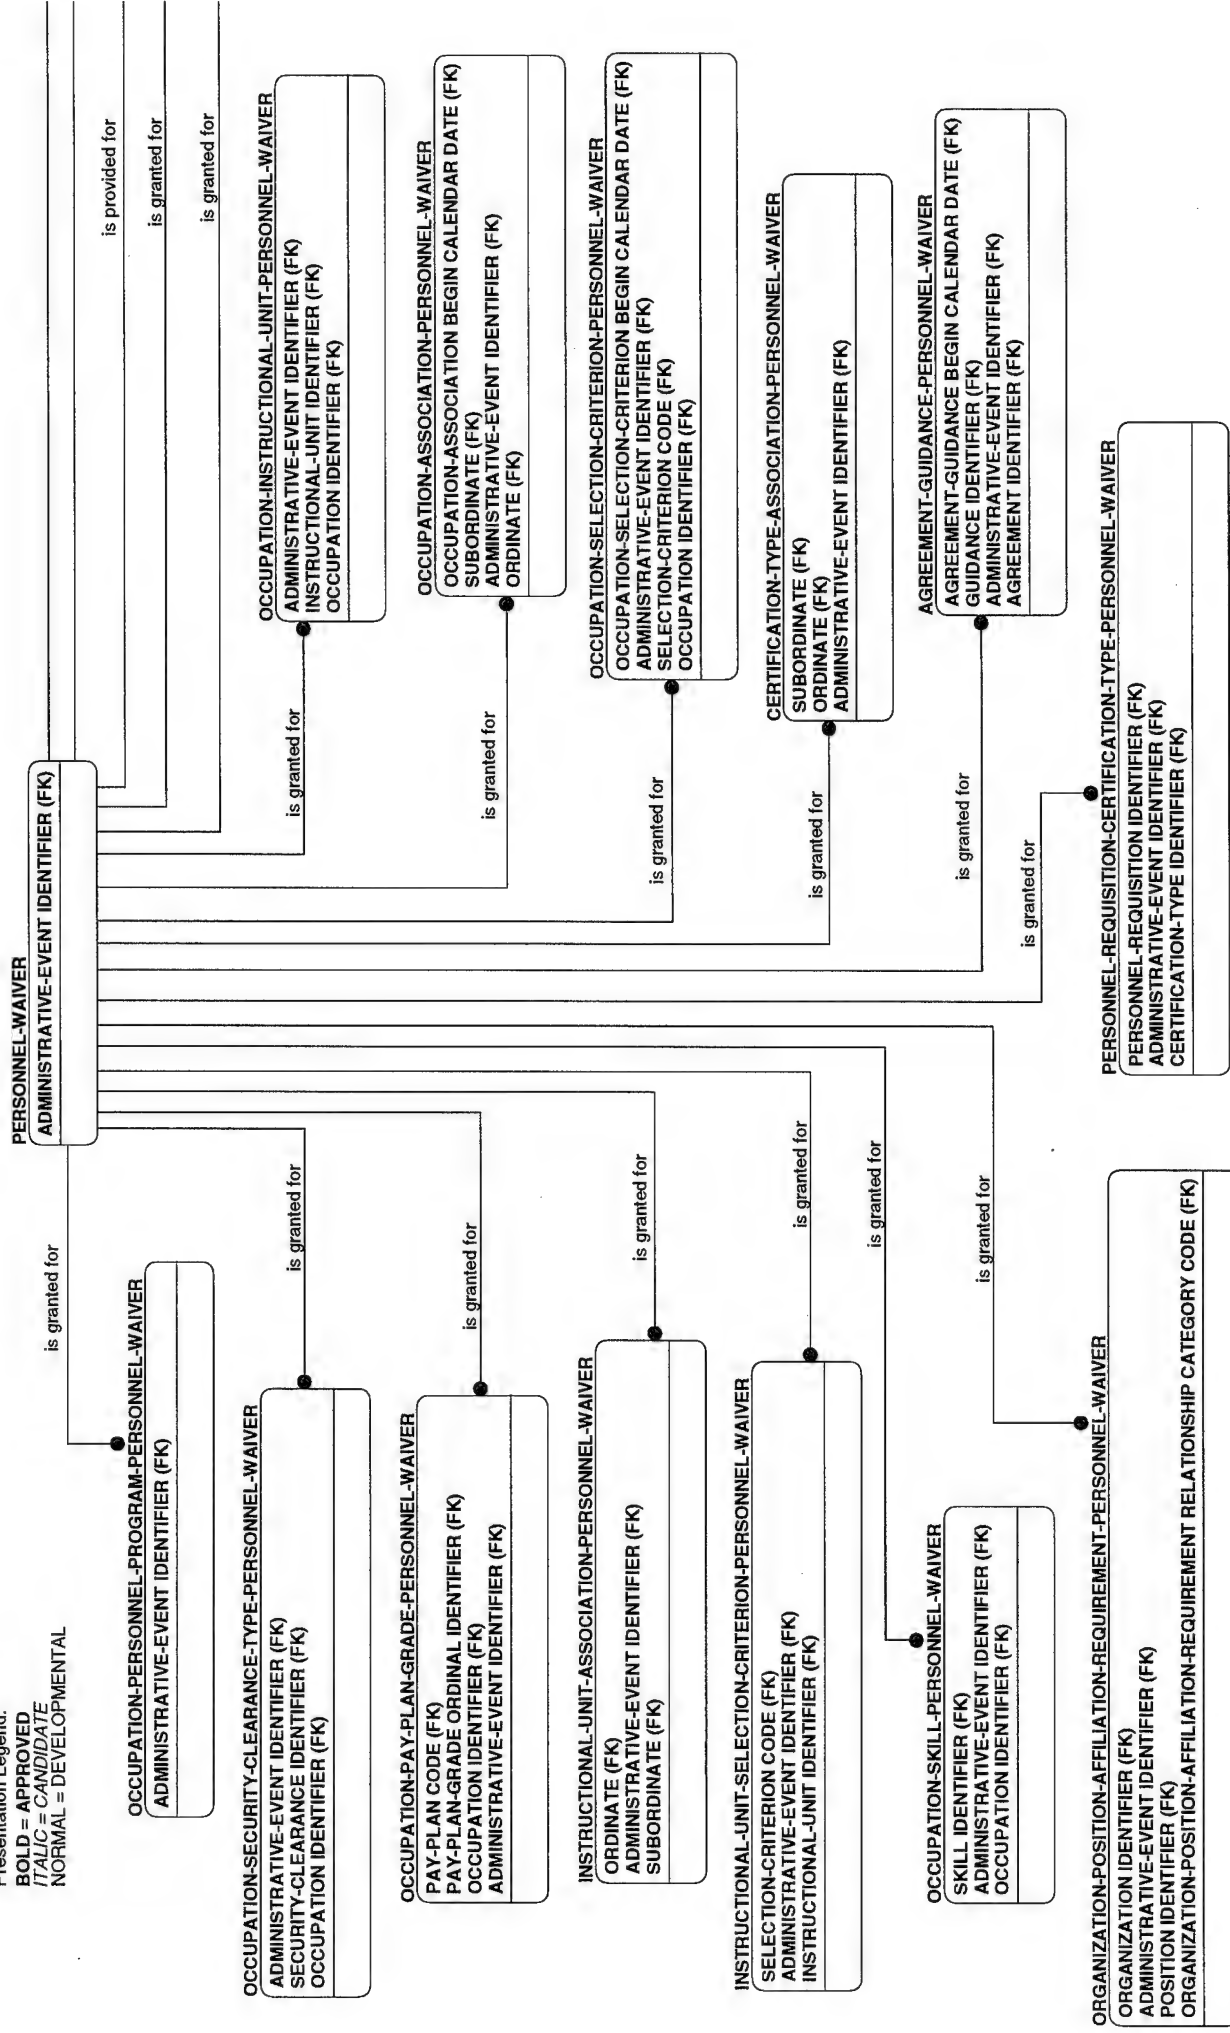 Presentation Legend:
BOLD = APPROVED
ITALIC = CANDIDATE
NORMAL = DEVELOPMENTAL
PERSONNEL-WAIVER
ADMINISTRATIVE-EVENT IDENTIFIER (FK)
is provided for
is granted for
is granted for
is granted for
OCCUPATION-PERSONNEL-PROGRAM-PERSONNEL-WAIVER
ADMINISTRATIVE-EVENT IDENTIFIER (FK)
is granted for
OCCUPATION-SECURITY-CLEARANCE-TYPE-PERSONNEL-WAIVER
ADMINISTRATIVE-EVENT IDENTIFIER (FK)
SECURITY-CLEARANCE IDENTIFIER (FK)
OCCUPATION IDENTIFIER (FK)
is granted for
OCCUPATION-INSTRUCTIONAL-UNIT-PERSONNEL-WAIVER
ADMINISTRATIVE-EVENT IDENTIFIER (FK)
INSTRUCTIONAL-UNIT IDENTIFIER (FK)
OCCUPATION IDENTIFIER (FK)
is granted for
OCCUPATION-PAY-PLAN-GRADE-PERSONNEL-WAIVER
PAY-PLAN CODE (FK)
PAY-PLAN-GRADE ORDINAL IDENTIFIER (FK)
OCCUPATION IDENTIFIER (FK)
ADMINISTRATIVE-EVENT IDENTIFIER (FK)
is granted for
OCCUPATION-ASSOCIATION-PERSONNEL-WAIVER
OCCUPATION-ASSOCIATION BEGIN CALENDAR DATE (FK)
SUBORDINATE (FK)
ADMINISTRATIVE-EVENT IDENTIFIER (FK)
ORDINATE (FK)
is granted for
INSTRUCTIONAL-UNIT-ASSOCIATION-PERSONNEL-WAIVER
ORDINATE (FK)
ADMINISTRATIVE-EVENT IDENTIFIER (FK)
SUBORDINATE (FK)
is granted for
OCCUPATION-SELECTION-CRITERION-PERSONNEL-WAIVER
OCCUPATION-SELECTION-CRITERION BEGIN CALENDAR DATE (FK)
ADMINISTRATIVE-EVENT IDENTIFIER (FK)
SELECTION-CRITERION CODE (FK)
OCCUPATION IDENTIFIER (FK)
is granted for
INSTRUCTIONAL-UNIT-SELECTION-CRITERION-PERSONNEL-WAIVER
SELECTION-CRITERION CODE (FK)
ADMINISTRATIVE-EVENT IDENTIFIER (FK)
INSTRUCTIONAL-UNIT IDENTIFIER (FK)
is granted for
CERTIFICATION-TYPE-ASSOCIATION-PERSONNEL-WAIVER
SUBORDINATE (FK)
ORDINATE (FK)
ADMINISTRATIVE-EVENT IDENTIFIER (FK)
is granted for
OCCUPATION-SKILL-PERSONNEL-WAIVER
SKILL IDENTIFIER (FK)
ADMINISTRATIVE-EVENT IDENTIFIER (FK)
OCCUPATION IDENTIFIER (FK)
is granted for
AGREEMENT-GUIDANCE-PERSONNEL-WAIVER
AGREEMENT-GUIDANCE BEGIN CALENDAR DATE (FK)
GUIDANCE IDENTIFIER (FK)
ADMINISTRATIVE-EVENT IDENTIFIER (FK)
AGREEMENT IDENTIFIER (FK)
is granted for
ORGANIZATION-POSITION-AFFILIATION-REQUIREMENT-PERSONNEL-WAIVER
ORGANIZATION IDENTIFIER (FK)
ADMINISTRATIVE-EVENT IDENTIFIER (FK)
POSITION IDENTIFIER (FK)
ORGANIZATION-POSITION-AFFILIATION-REQUIREMENT RELATIONSHIP CATEGORY CODE (FK)
is granted for
PERSONNEL-REQUISITION-CERTIFICATION-TYPE-PERSONNEL-WAIVER
PERSONNEL-REQUISITION IDENTIFIER (FK)
ADMINISTRATIVE-EVENT IDENTIFIER (FK)
CERTIFICATION-TYPE IDENTIFIER (FK)